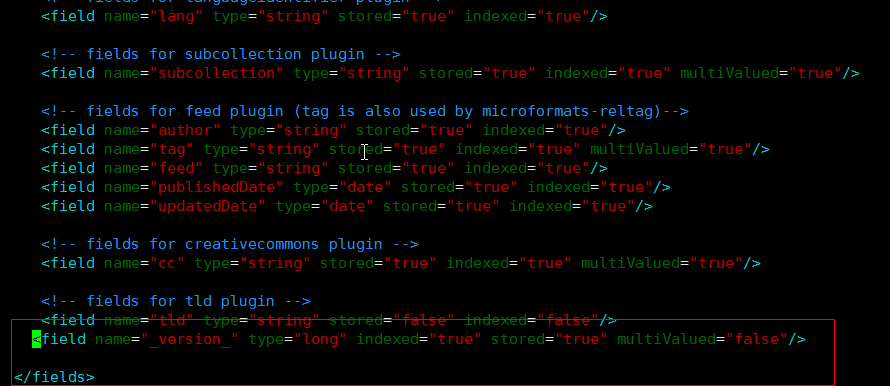 <!-- fields for languageidentifier plugin -->
<field name="lang" type="string" stored="true" indexed="true"/>
<!-- fields for subcollection plugin -->
<field name="subcollection" type="string" stored="true" indexed="true" multiValued="true"/>
<!-- fields for feed plugin (tag is also used by microformats-reltag)-->
<field name="author" type="string" stored="true" indexed="true"/>
<field name="tag" type="string" stored="true" indexed="true" multiValued="true"/>
<field name="feed" type="string" stored="true" indexed="true"/>
<field name="publishedDate" type="date" stored="true" indexed="true"/>
<field name="updatedDate" type="date" stored="true" indexed="true"/>
<!-- fields for creativecommons plugin -->
<field name="cc" type="string" stored="true" indexed="true" multiValued="true"/>
<!-- fields for tld plugin -->
<field name="tld" type="string" stored="false" indexed="false"/>
<field name="_version_" type="long" indexed="true" stored="true" multiValued="false"/>
</fields>